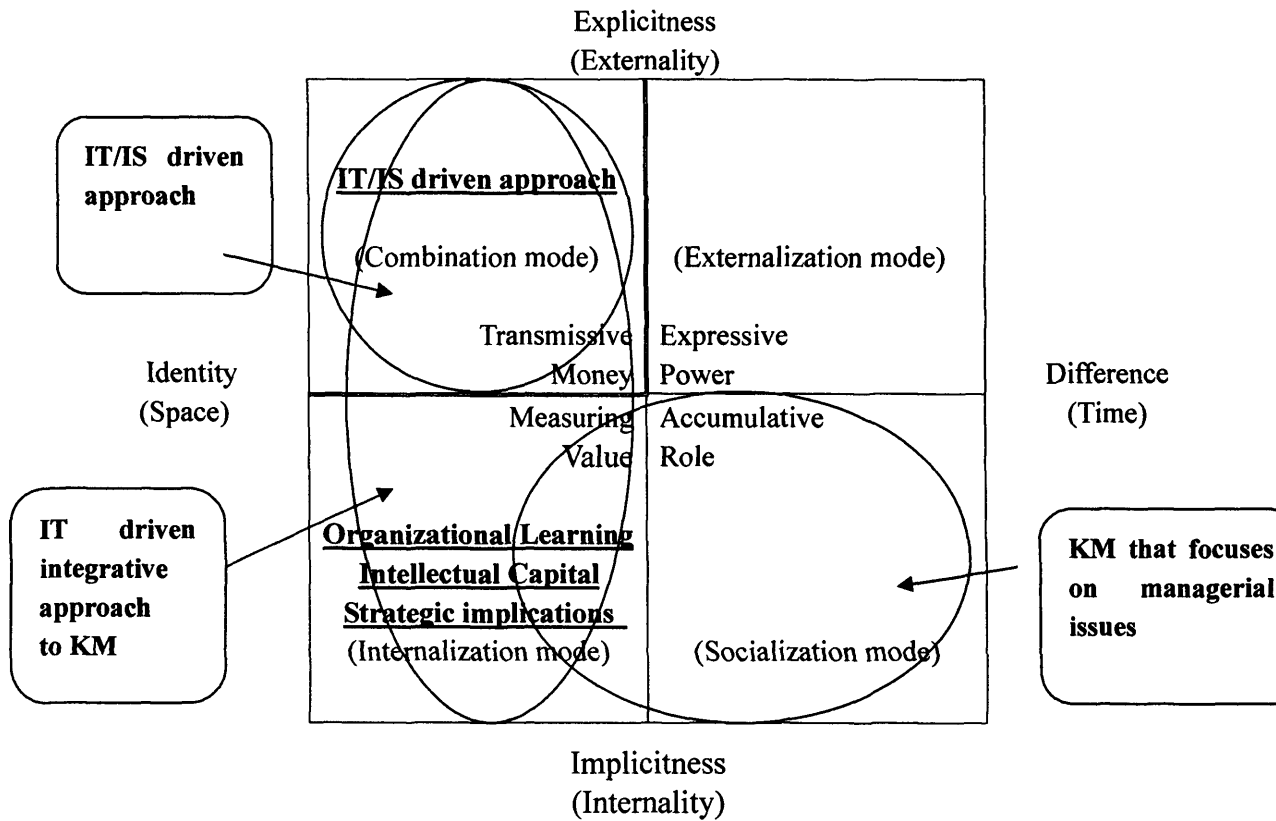 Explicitness
(Externality)
IT/IS driven
approach
IT/IS driven approach
(Combination mode)
(Externalization mode)
Transmissive
Money
Expressive
Power
Identity
(Space)
Difference
(Time)
Measuring
Value
Accumulative
Role
IT driven
integrative
approach
to KM
Organizational Learning
Intellectual Capital
Strategic implications
(Internalization mode)
(Socialization mode)
KM that focuses
on managerial
issues
Implicitness
(Internality)